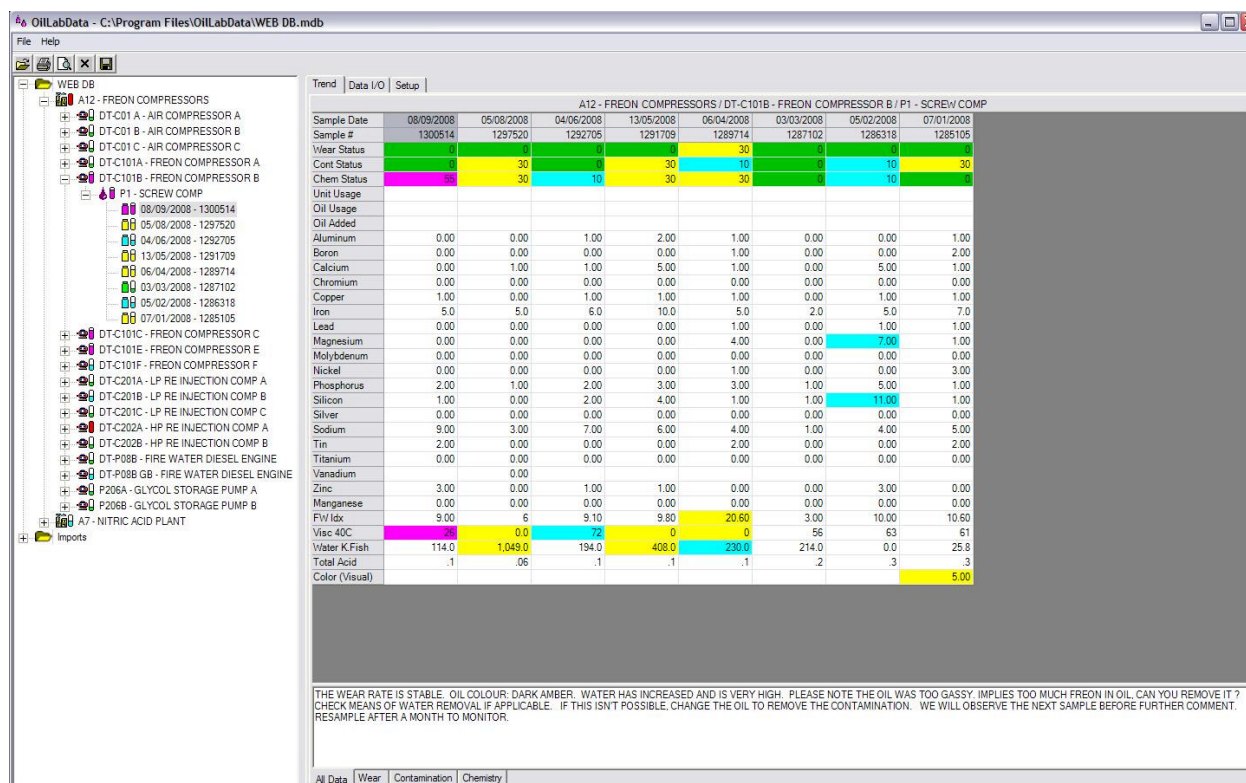 OilLabData - C:\Program Files\OilLabData\WEB DB.mdb
File Help
WEB DB
A12 - FREON COMPRESSORS
DT-C01 A - AIR COMPRESSOR A
DT-C01 B - AIR COMPRESSOR B
DT-C01 C - AIR COMPRESSOR C
DT-C101A - FREON COMPRESSOR A
DT-C101B - FREON COMPRESSOR B
P1 - SCREW COMP
08/09/2008 - 1300514
05/08/2008 - 1297520
04/06/2008 - 1292705
13/05/2008 - 1291709
06/04/2008 - 1289714
03/03/2008 - 1287102
05/02/2008 - 1286318
07/01/2008 - 1285105
DT-C101C - FREON COMPRESSOR C
DT-C101E - FREON COMPRESSOR E
DT-C101F - FREON COMPRESSOR F
DT-C201A - LP RE INJECTION COMP A
DT-C201B - LP RE INJECTION COMP B
DT-C201C - LP RE INJECTION COMP C
DT-C202A - HP RE INJECTION COMP A
DT-C202B - HP RE INJECTION COMP B
DT-P08B - FIRE WATER DIESEL ENGINE
DT-P08B GB - FIRE WATER DIESEL ENGINE
P206A - GLYCOL STORAGE PUMP A
P206B - GLYCOL STORAGE PUMP B
A7 - NITRIC ACID PLANT
Imports
Trend Data I/O Setup
A12 - FREON COMPRESSORS / DT-C101B - FREON COMPRESSOR B / P1 - SCREW COMP
Sample Date 08/09/2008 05/08/2008 04/06/2008 13/05/2008 06/04/2008 03/03/2008 05/02/2008 07/01/2008
Sample # 1300514 1297520 1292705 1291709 1289714 1287102 1286318 1285105
Wear Status 0 0 0 0 30 0 0 0
Cont Status 0 30 0 30 10 0 10 30
Chem Status 55 30 10 30 30 0 10 0
Unit Usage
Oil Usage
Oil Added
Aluminum 0.00 0.00 1.00 2.00 1.00 0.00 0.00 1.00
Boron 0.00 0.00 0.00 0.00 0.00 0.00 0.00 2.00
Calcium 0.00 1.00 1.00 5.00 1.00 0.00 5.00 1.00
Chromium 0.00 0.00 0.00 0.00 0.00 0.00 0.00 0.00
Copper 1.00 0.00 1.00 1.00 1.00 0.00 1.00 1.00
Iron 5.0 5.0 6.0 10.0 5.0 2.0 5.0 7.0
Lead 0.00 0.00 0.00 0.00 1.00 0.00 1.00 1.00
Magnesium 0.00 0.00 0.00 0.00 4.00 0.00 7.00 1.00
Molybdenum 0.00 0.00 0.00 0.00 0.00 0.00 0.00 0.00
Nickel 0.00 0.00 0.00 0.00 1.00 0.00 0.00 3.00
Phosphorus 2.00 1.00 2.00 3.00 3.00 1.00 5.00 1.00
Silicon 1.00 0.00 2.00 4.00 1.00 1.00 11.00 1.00
Silver 0.00 0.00 0.00 0.00 0.00 0.00 0.00 0.00
Sodium 9.00 3.00 7.00 6.00 4.00 1.00 4.00 5.00
Tin 2.00 0.00 0.00 0.00 2.00 0.00 0.00 2.00
Titanium 0.00 0.00 0.00 0.00 0.00 0.00 0.00 0.00
Vanadium 0.00
Zinc 3.00 0.00 1.00 1.00 0.00 0.00 3.00 0.00
Manganese 0.00 0.00 0.00 0.00 0.00 0.00 0.00 0.00
FW Idx 9.00 6 9.10 9.80 20.60 3.00 10.00 10.60
Visc 40C 26 0.0 72 0 0 56 63 61
Water K.Fish 114.0 1,049.0 194.0 408.0 230.0 214.0 0.0 25.8
Total Acid .1 .06 .1 .1 .1 .2 .3 .3
Color (Visual) 5.00
THE WEAR RATE IS STABLE. OIL COLOUR: DARK AMBER. WATER HAS INCREASED AND IS VERY HIGH. PLEASE NOTE THE OIL WAS TOO GASSY. IMPLIES TOO MUCH FREON IN OIL, CAN YOU REMOVE IT ?
CHECK MEANS OF WATER REMOVAL IF APPLICABLE. IF THIS ISN'T POSSIBLE, CHANGE THE OIL TO REMOVE THE CONTAMINATION. WE WILL OBSERVE THE NEXT SAMPLE BEFORE FURTHER COMMENT.
RESAMPLE AFTER A MONTH TO MONITOR.
All Data Wear Contamination Chemistry